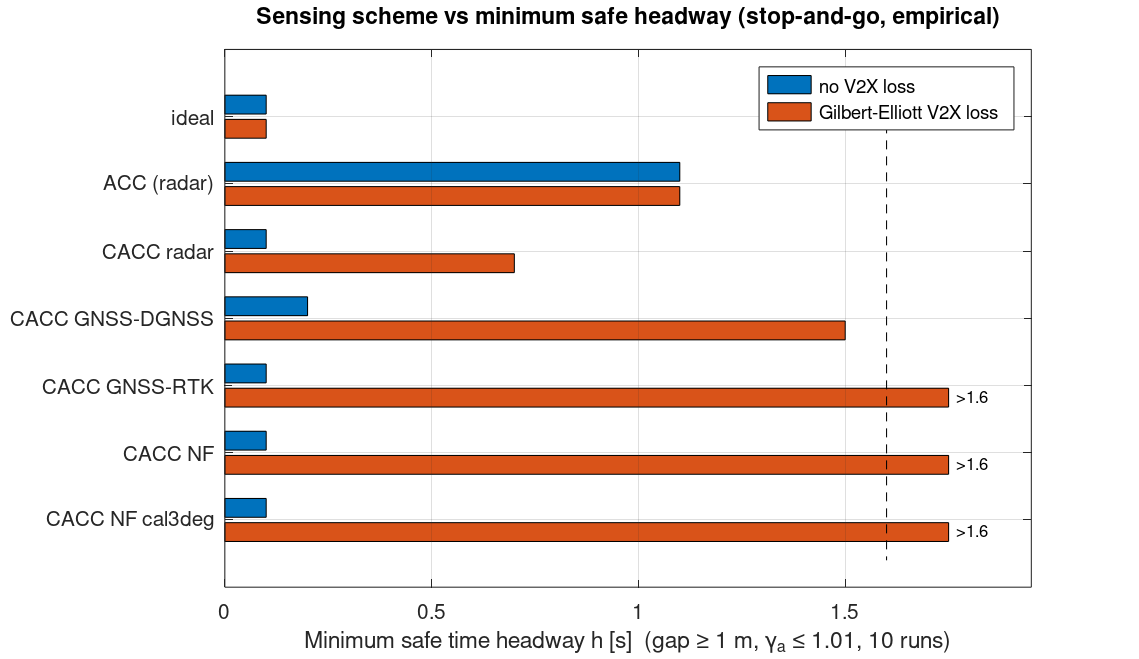 Sensing scheme vs minimum safe headway (stop-and-go, empirical)
no V2X loss
Gilbert-Elliott V2X loss
ideal
ACC (radar)
CACC radar
CACC GNSS-DGNSS
CACC GNSS-RTK
>1.6
CACC NF
>1.6
CACC NF cal3deg
>1.6
0 0.5 1 1.5
Minimum safe time headway h [s] (gap ≥ 1 m, γₐ ≤ 1.01, 10 runs)